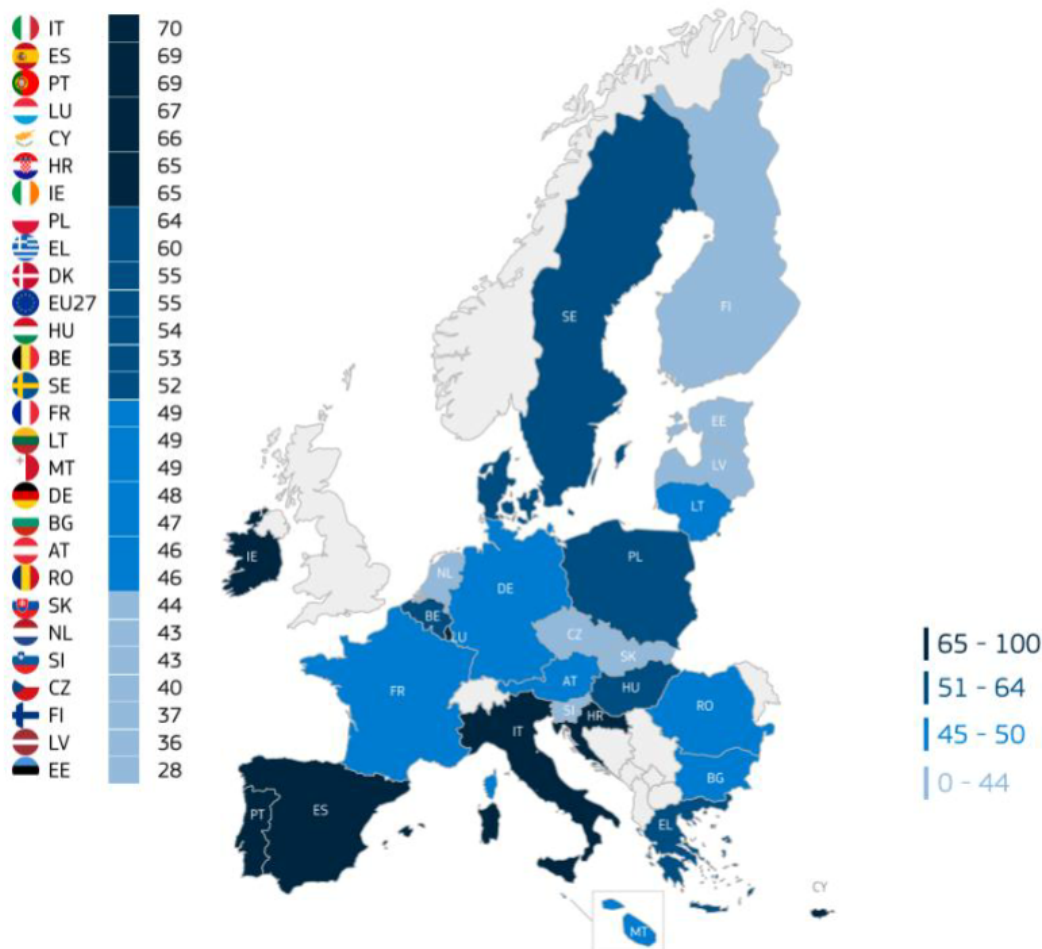 IT 70
ES 69
PT 69
LU 67
CY 66
HR 65
IE 65
PL 64
EL 60
DK 55
EU27 55
HU 54
BE 53
SE 52
FR 49
LT 49
MT 49
DE 48
BG 47
AT 46
RO 46
SK 44
NL 43
SI 43
CZ 40
FI 37
LV 36
EE 28
FI
SE
EE
LV
LT
IE
NL
PL
DE
BE
LU
CZ
SK
FR
AT
HU
RO
SI
HR
IT
BG
PT
ES
EL
CY
MT
65 - 100
51 - 64
45 - 50
0 - 44